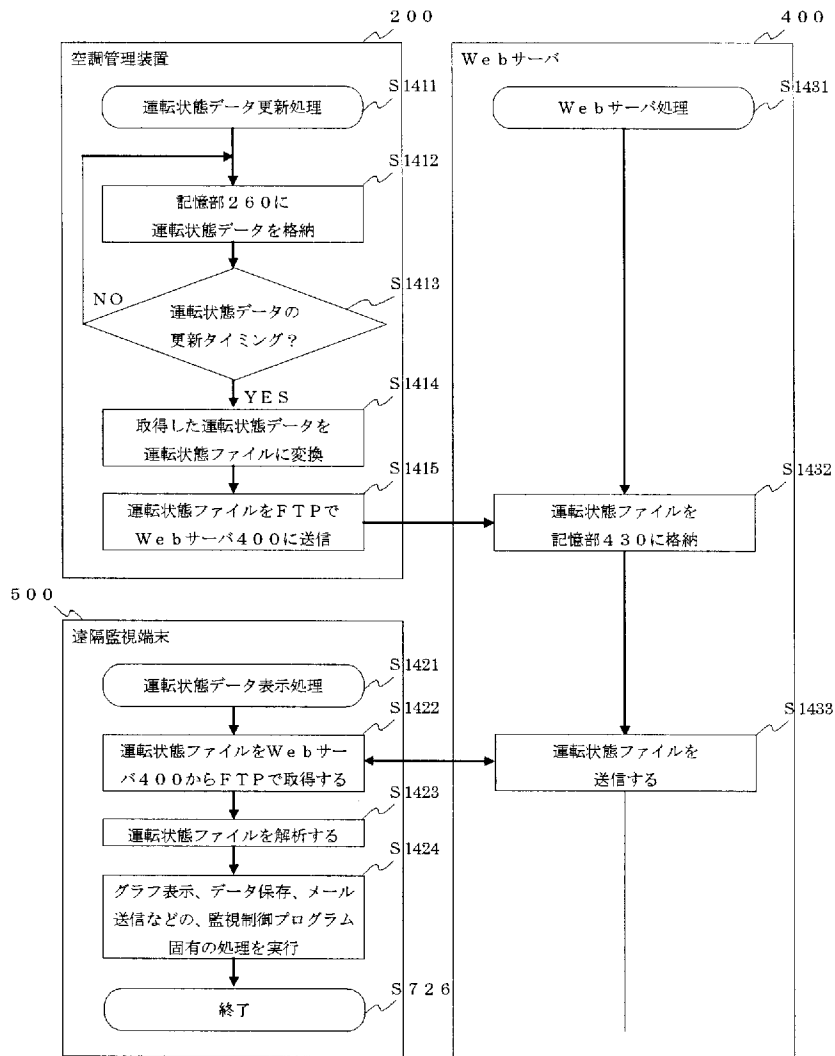 200
空調管理装置
S1411
運転状態データ更新処理
S1412
記憶部260に
運転状態データを格納
S1413
NO
運転状態データの
更新タイミング?
YES
S1414
取得した運転状態データを
運転状態ファイルに変換
S1415
運転状態ファイルをFTPで
Webサーバ400に送信
400
Webサーバ
S1431
Webサーバ処理
S1432
運転状態ファイルを
記憶部430に格納
S1433
運転状態ファイルを
送信する
500
遠隔監視端末
S1421
運転状態データ表示処理
S1422
運転状態ファイルをWebサー
バ400からFTPで取得する
S1423
運転状態ファイルを解析する
S1424
グラフ表示、データ保存、メール
送信などの、監視制御プログラム
固有の処理を実行
S726
終了